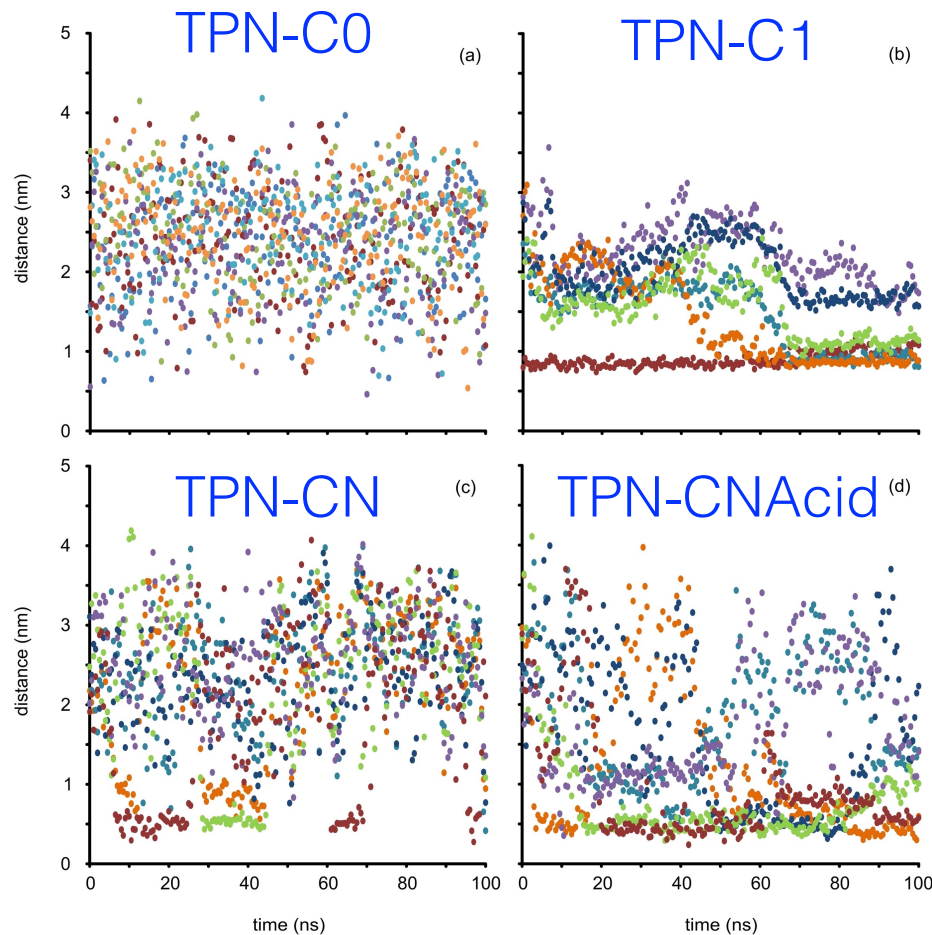 TPN-C0
(a)
TPN-C1
(b)
5
4
3
2
1
0
distance (nm)
TPN-CN
(c)
TPN-CNAcid
(d)
5
4
3
2
1
0
distance (nm)
0 20 40 60 80 100
0 20 40 60 80 100
time (ns)
time (ns)